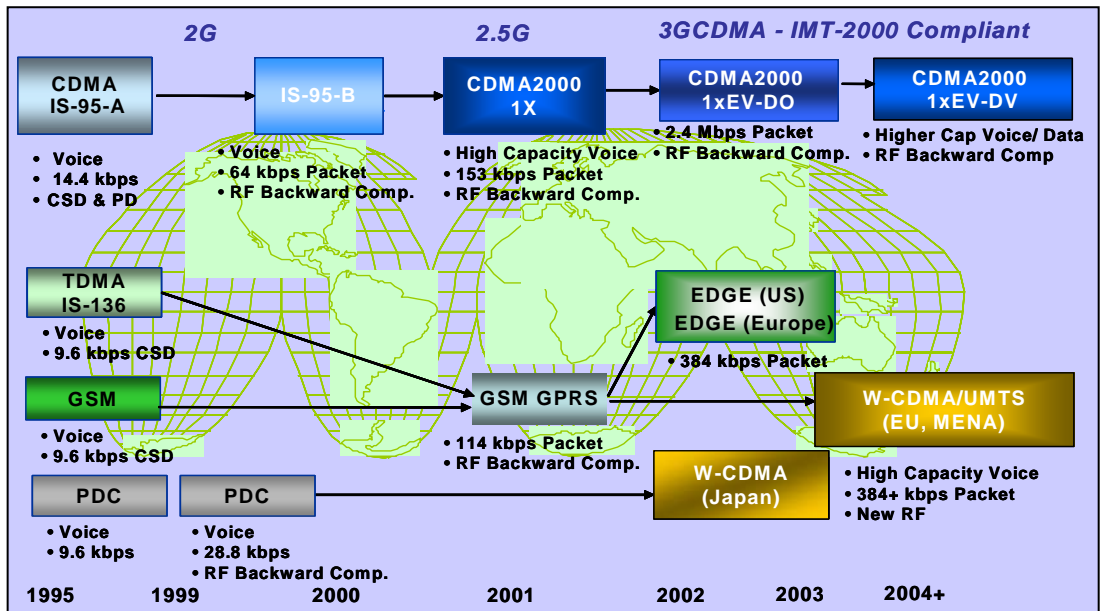 2G
2.5G
3GCDMA - IMT-2000 Compliant
CDMA
IS-95-A
IS-95-B
CDMA2000
1X
CDMA2000
1xEV-DO
CDMA2000
1xEV-DV
• Voice
• 14.4 kbps
• CSD & PD
• Voice
• 64 kbps Packet
• RF Backward Comp.
• High Capacity Voice
• 153 kbps Packet
• RF Backward Comp.
• 2.4 Mbps Packet
• RF Backward Comp.
• Higher Cap Voice/ Data
• RF Backward Comp
TDMA
IS-136
• Voice
• 9.6 kbps CSD
EDGE (US)
EDGE (Europe)
• 384 kbps Packet
GSM
• Voice
• 9.6 kbps CSD
GSM GPRS
• 114 kbps Packet
• RF Backward Comp.
W-CDMA/UMTS
(EU, MENA)
• High Capacity Voice
• 384+ kbps Packet
• New RF
PDC
• Voice
• 9.6 kbps
PDC
• Voice
• 28.8 kbps
• RF Backward Comp.
W-CDMA
(Japan)
1995
1999
2000
2001
2002
2003
2004+